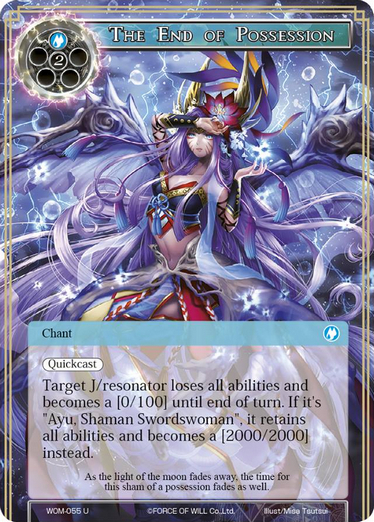 The End of Possession
2
Chant
Quickcast
Target J/resonator loses all abilities and
becomes a [0/100] until end of turn. If it's
"Ayu, Shaman Swordswoman", it retains
all abilities and becomes a [2000/2000]
instead.
As the light of the moon fades away, the time for
this sham of a possession fades as well.
WOM-055 U ©FORCE OF WILL Co.,Ltd. Illust/Misa Tsutsui